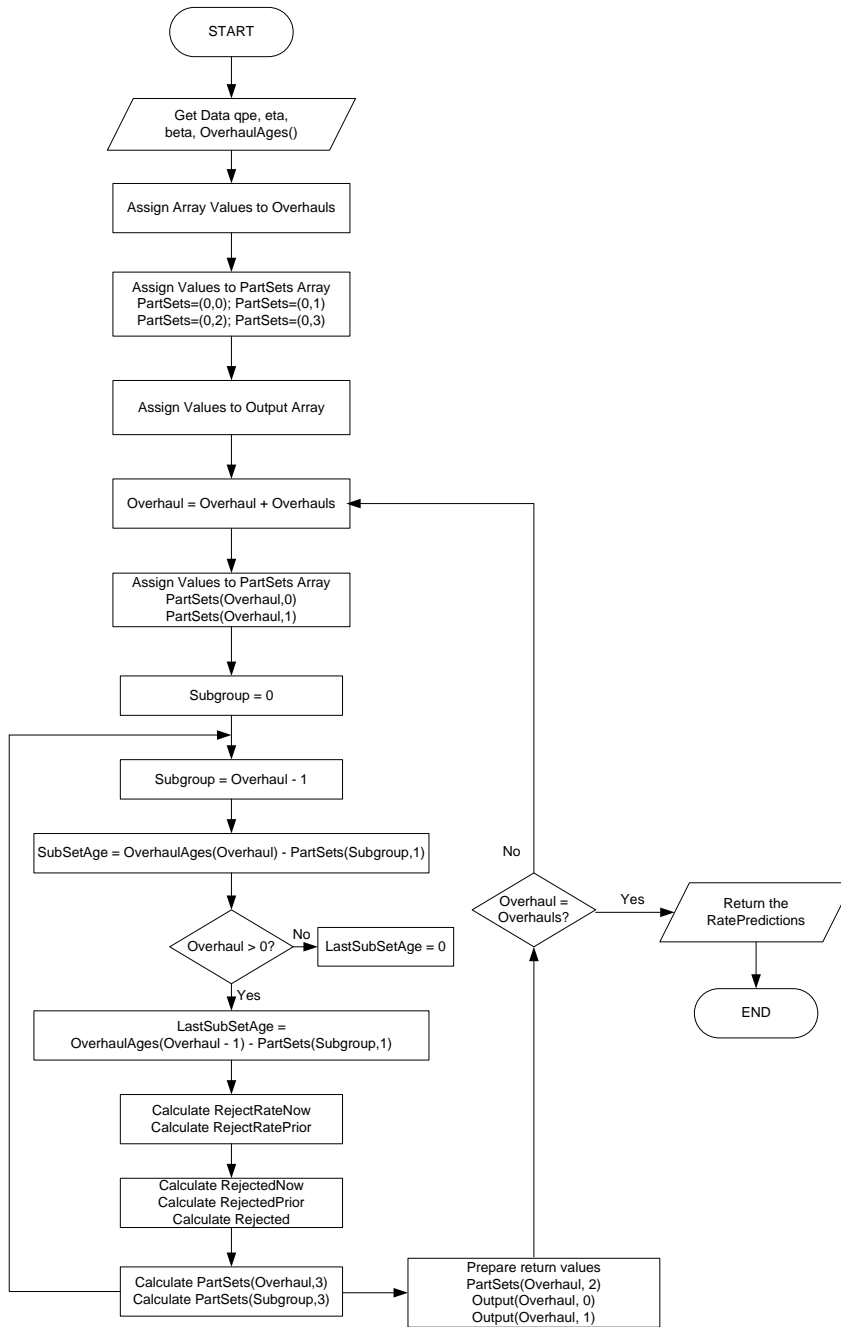 START
Get Data qpe, eta,
beta, OverhaulAges()
Assign Array Values to Overhauls
Assign Values to PartSets Array
PartSets=(0,0); PartSets=(0,1)
PartSets=(0,2); PartSets=(0,3)
Assign Values to Output Array
Overhaul = Overhaul + Overhauls
Assign Values to PartSets Array
PartSets(Overhaul,0)
PartSets(Overhaul,1)
Subgroup = 0
Subgroup = Overhaul - 1
SubSetAge = OverhaulAges(Overhaul) - PartSets(Subgroup,1)
Overhaul > 0?
No
LastSubSetAge = 0
Yes
LastSubSetAge =
OverhaulAges(Overhaul - 1) - PartSets(Subgroup,1)
Calculate RejectRateNow
Calculate RejectRatePrior
Calculate RejectedNow
Calculate RejectedPrior
Calculate Rejected
Calculate PartSets(Overhaul,3)
Calculate PartSets(Subgroup,3)
Prepare return values
PartSets(Overhaul, 2)
Output(Overhaul, 0)
Output(Overhaul, 1)
No
Overhaul =
Overhauls?
Yes
Return the
RatePredictions
END